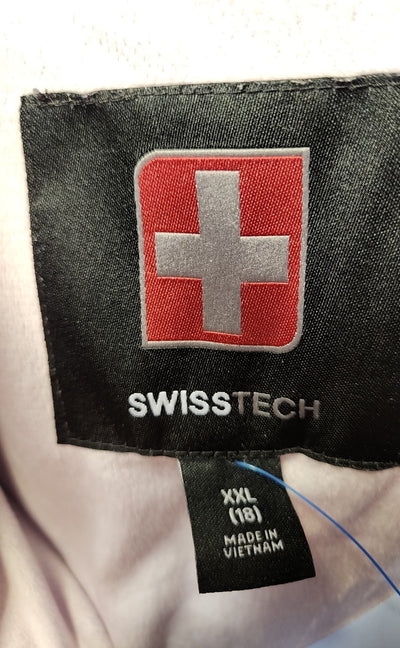 SWISSTECH
XXL
(18)
MADE IN
VIETNAM